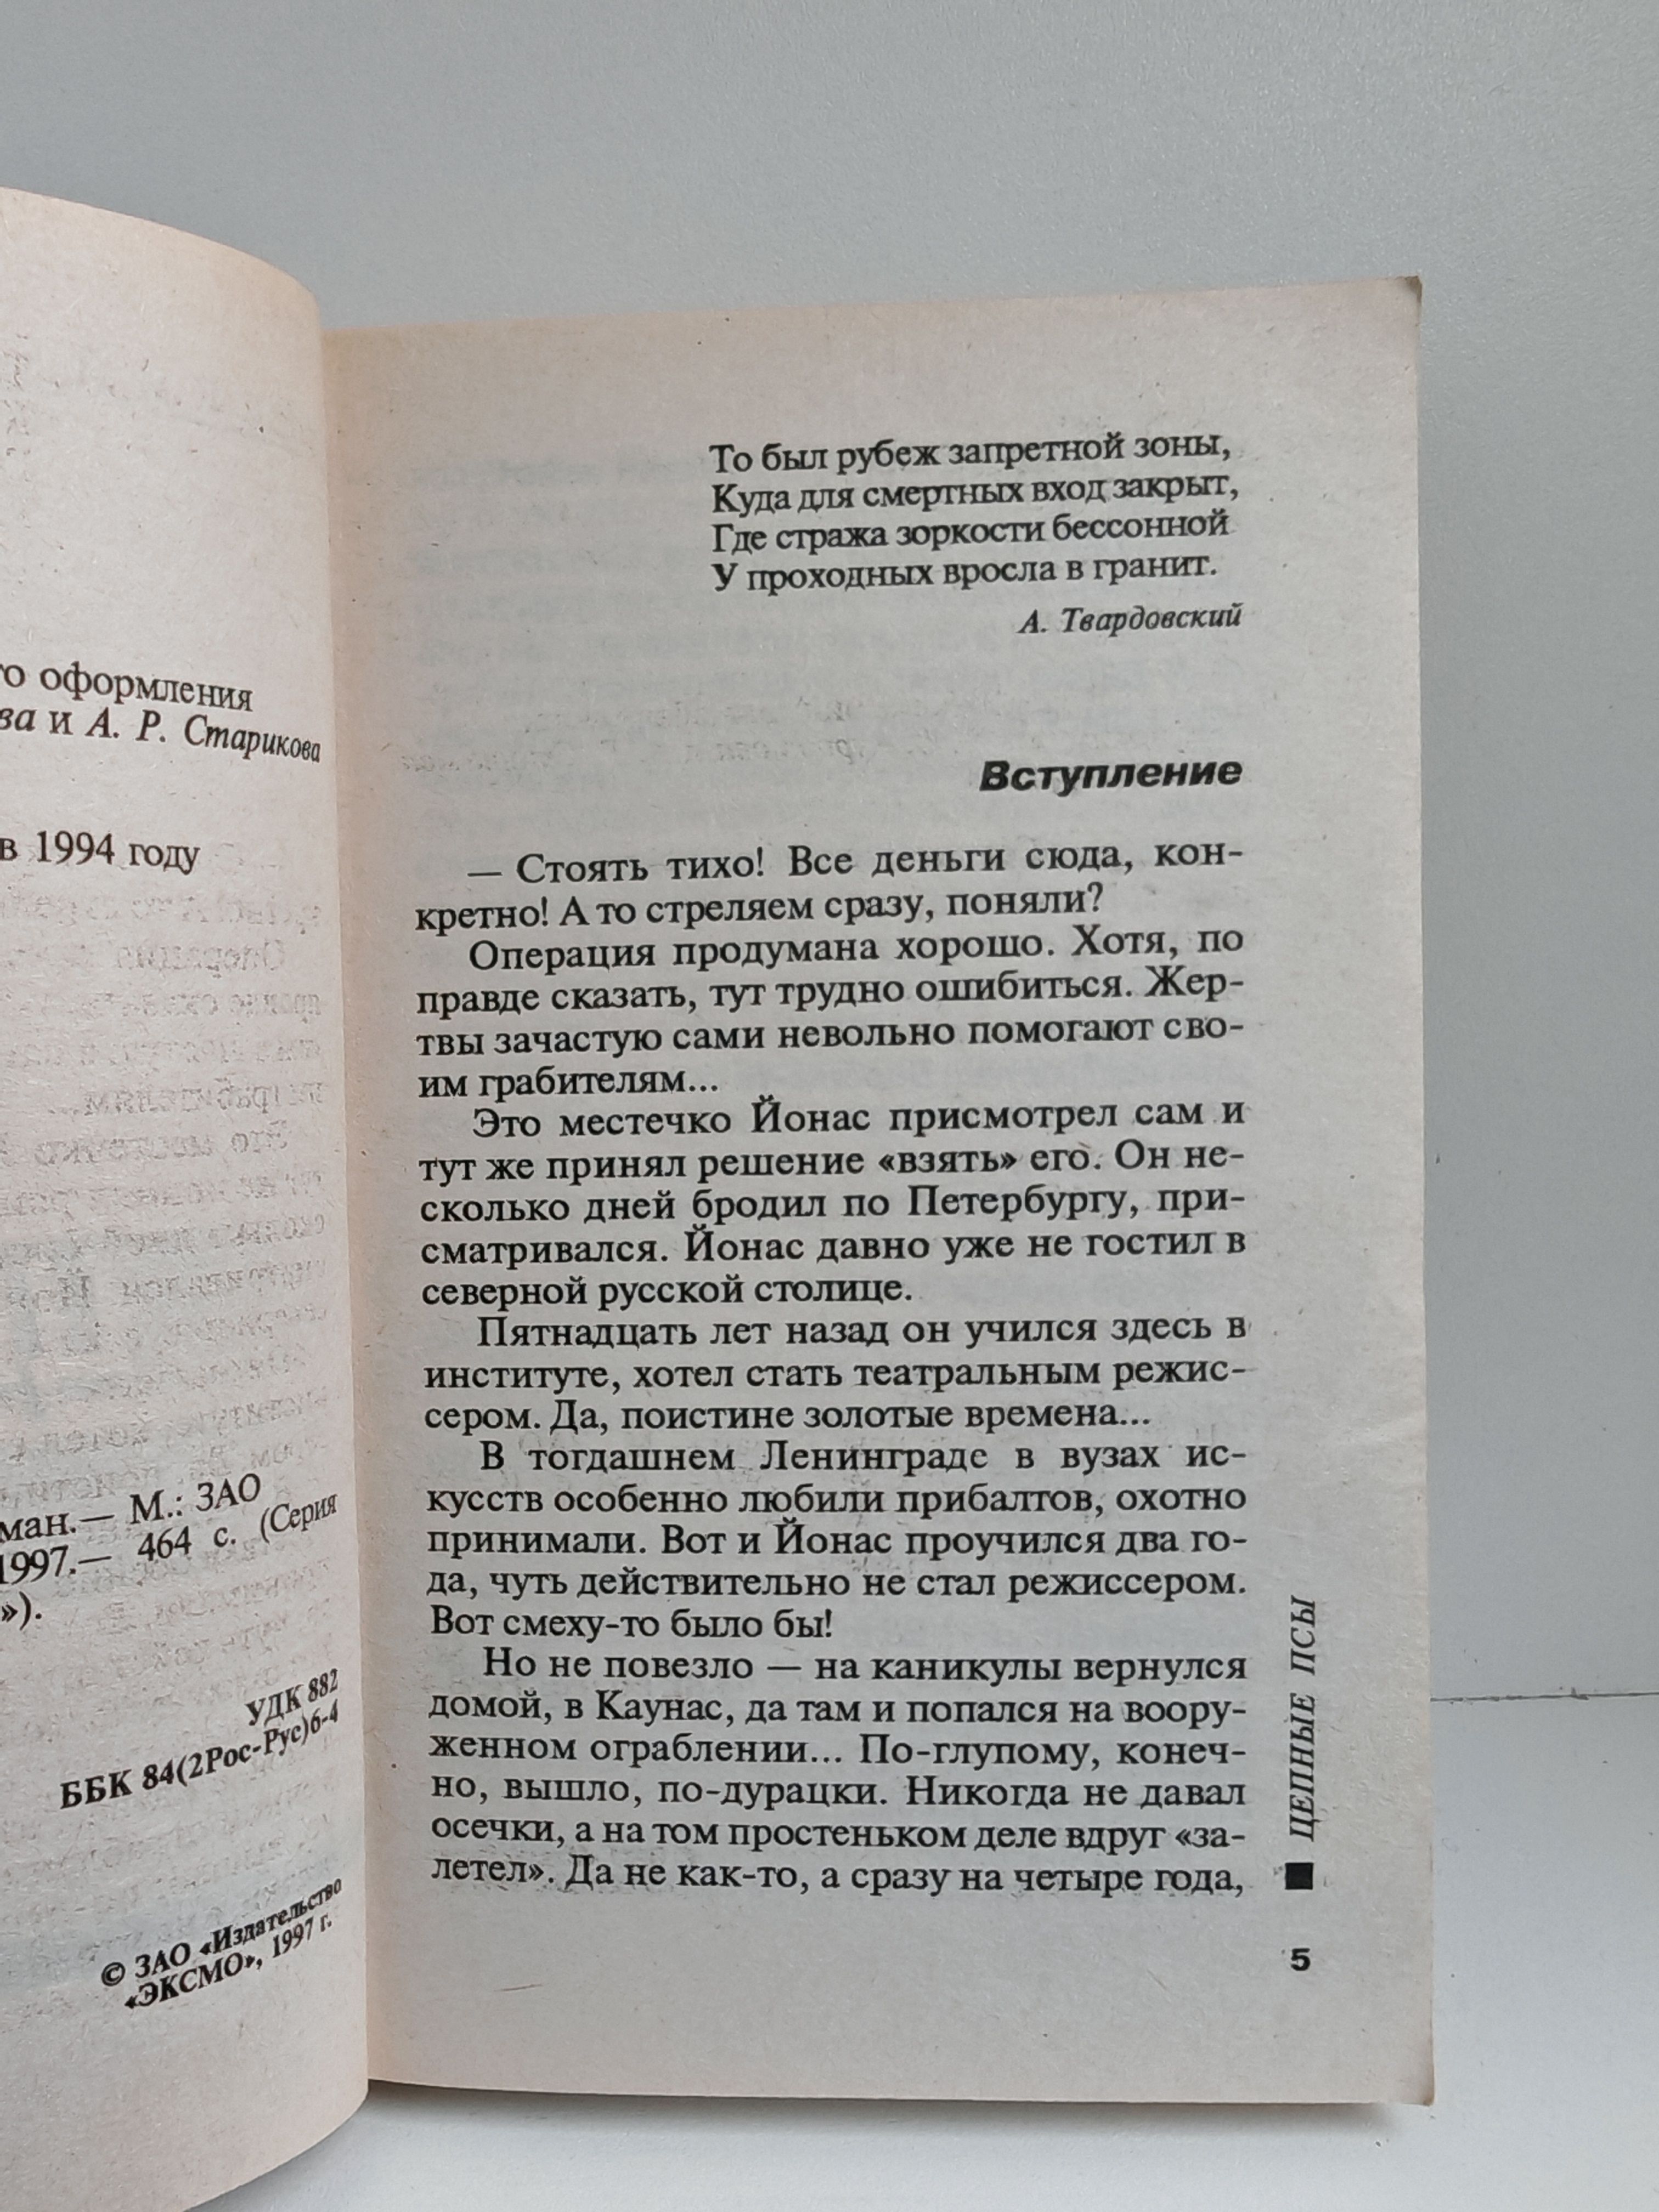 го оформления
ва и А. Р. Старикова
в 1994 году
ман.— М.: ЗАО
1997.— 464 с. (Серия
»).
УДК 882
ББК 84(2Рос-Рус)6-4
© ЗАО «Издательство
«ЭКСМО», 1997 г.
То был рубеж запретной зоны,
Куда для смертных вход закрыт,
Где стража зоркости бессонной
У проходных вросла в гранит.
А. Твардовский
Вступление
— Стоять тихо! Все деньги сюда, кон-
кретно! А то стреляем сразу, поняли?
Операция продумана хорошо. Хотя, по
правде сказать, тут трудно ошибиться. Жер-
твы зачастую сами невольно помогают сво-
им грабителям...
Это местечко Йонас присмотрел сам и
тут же принял решение «взять» его. Он не-
сколько дней бродил по Петербургу, при-
сматривался. Йонас давно уже не гостил в
северной русской столице.
Пятнадцать лет назад он учился здесь в
институте, хотел стать театральным режис-
сером. Да, поистине золотые времена...
В тогдашнем Ленинграде в вузах ис-
кусств особенно любили прибалтов, охотно
принимали. Вот и Йонас проучился два го-
да, чуть действительно не стал режиссером.
Вот смеху-то было бы!
Но не повезло — на каникулы вернулся
домой, в Каунас, да там и попался на воору-
женном ограблении... По-глупому, конеч-
но, вышло, по-дурацки. Никогда не давал
осечки, а на том простеньком деле вдруг «за-
летел». Да не как-то, а сразу на четыре года,
ЦЕПНЫЕ ПСЫ
5